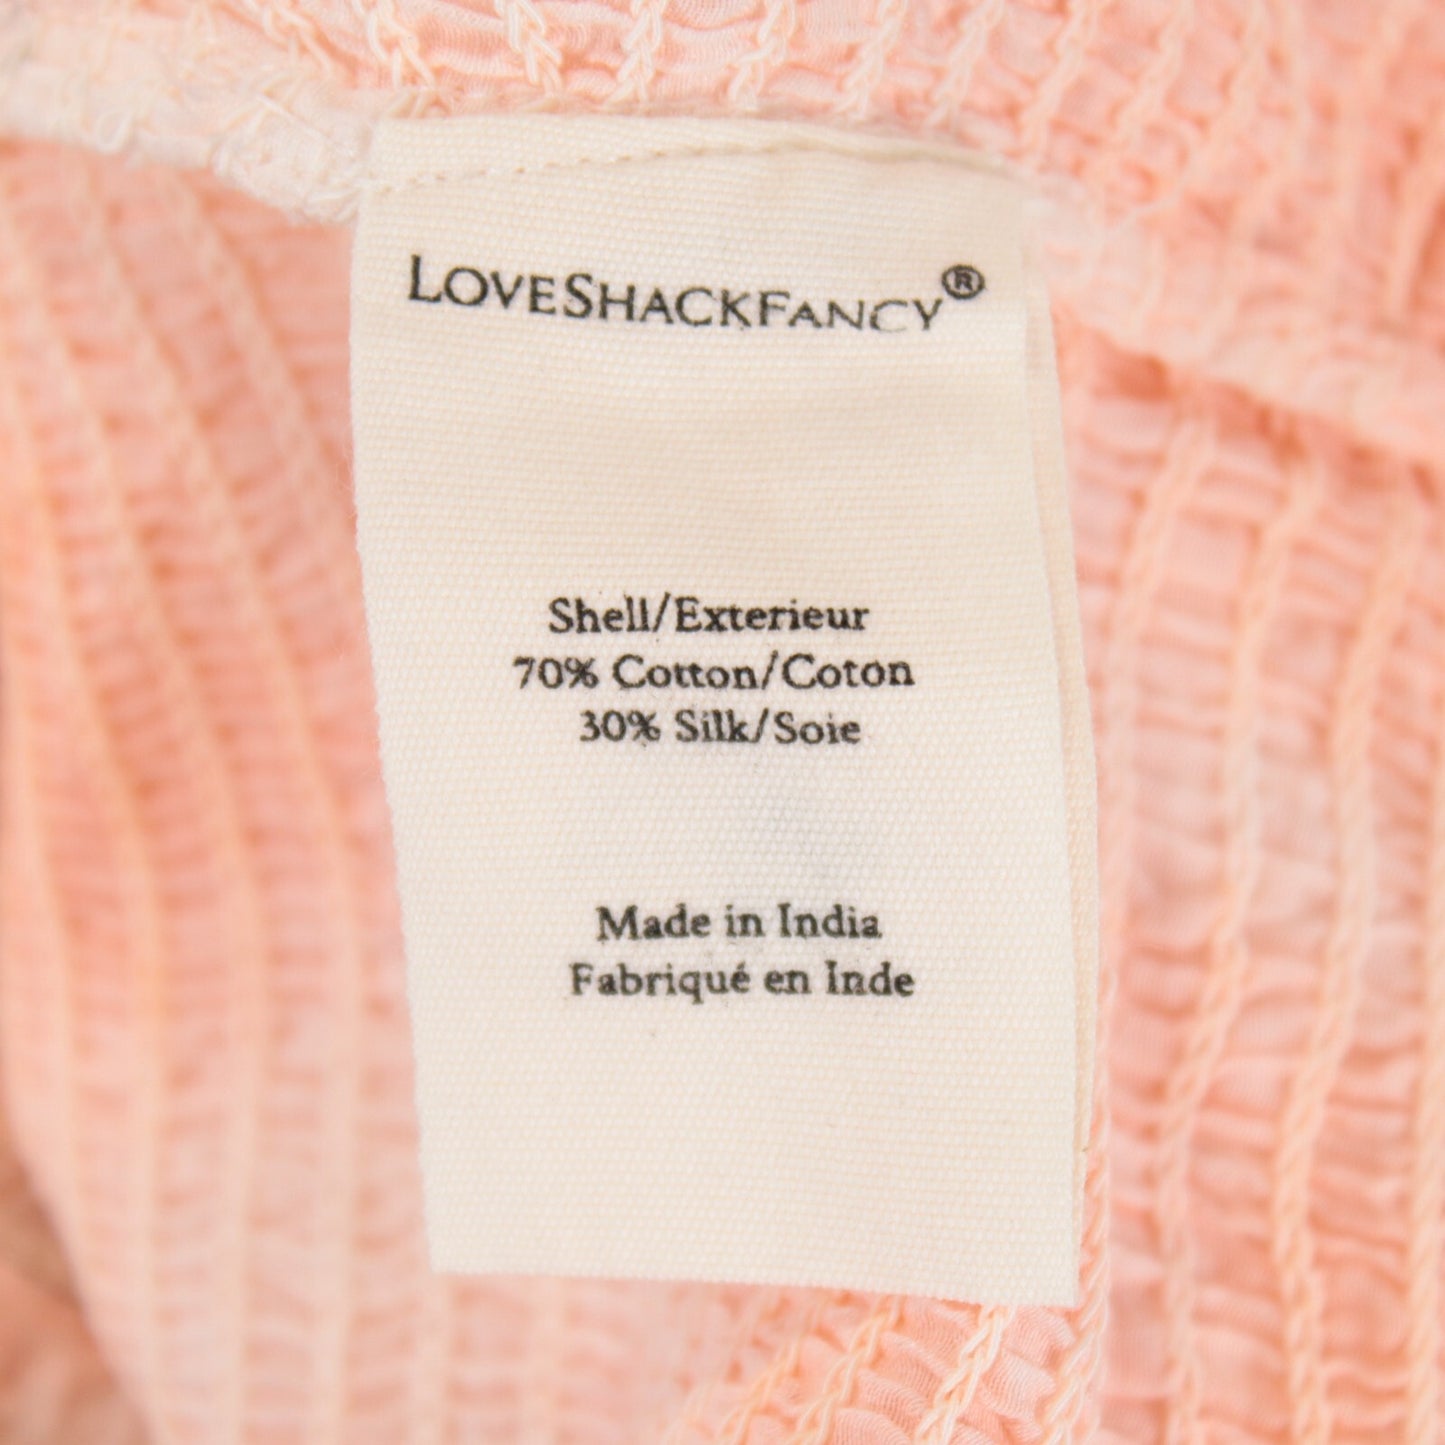 LOVESHACKFANCY®
Shell/Exterieur
70% Cotton/Coton
30% Silk/Soie
Made in India
Fabriqué en Inde